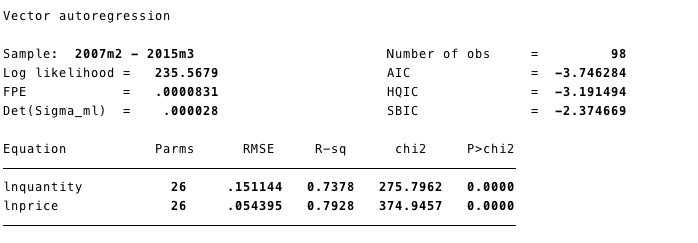 Vector autoregression
Sample: 2007m2 - 2015m3 Number of obs = 98
Log likelihood = 235.5679 AIC = -3.746284
FPE = .0000831 HQIC = -3.191494
Det(Sigma_ml) = .000028 SBIC = -2.374669
Equation Parms RMSE R-sq chi2 P>chi2
lnquantity 26 .151144 0.7378 275.7962 0.0000
lnprice 26 .054395 0.7928 374.9457 0.0000